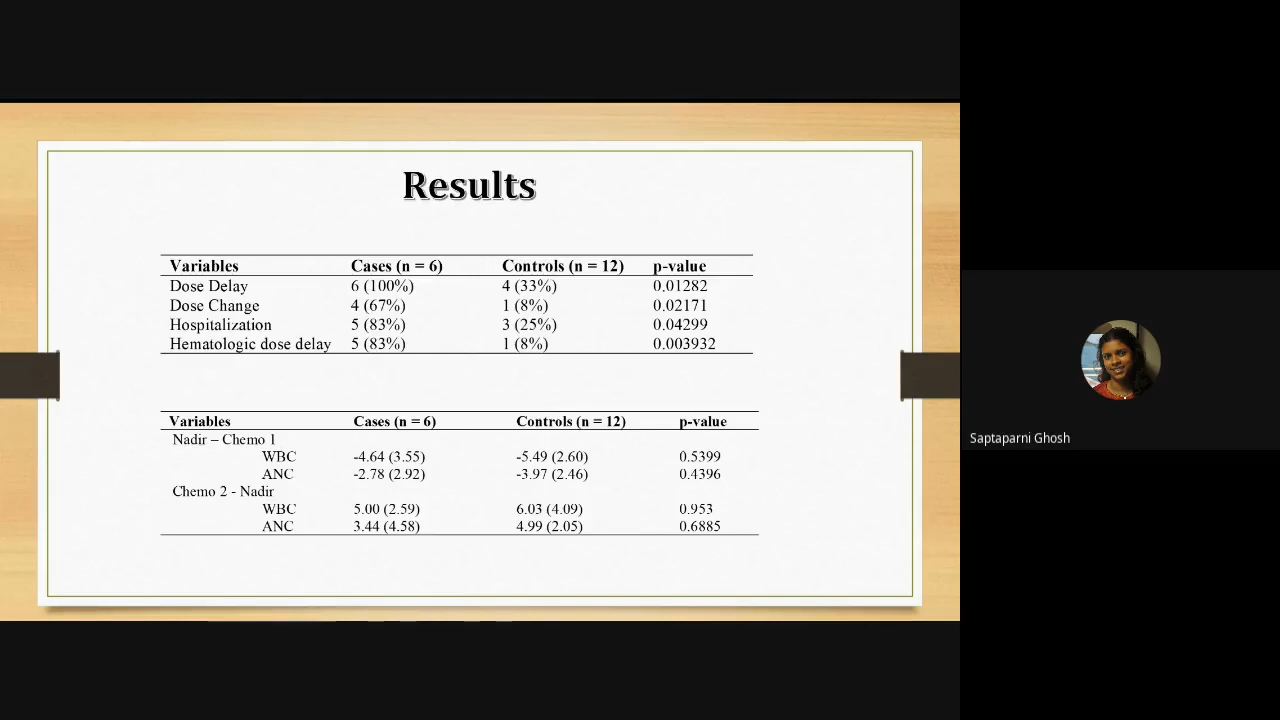 Results
Variables Cases (n = 6) Controls (n = 12) p-value
Dose Delay 6 (100%) 4 (33%) 0.01282
Dose Change 4 (67%) 1 (8%) 0.02171
Hospitalization 5 (83%) 3 (25%) 0.04299
Hematologic dose delay 5 (83%) 1 (8%) 0.003932
Variables Cases (n = 6) Controls (n = 12) p-value
Nadir – Chemo 1
WBC -4.64 (3.55) -5.49 (2.60) 0.5399
ANC -2.78 (2.92) -3.97 (2.46) 0.4396
Chemo 2 - Nadir
WBC 5.00 (2.59) 6.03 (4.09) 0.953
ANC 3.44 (4.58) 4.99 (2.05) 0.6885
Saptaparni Ghosh